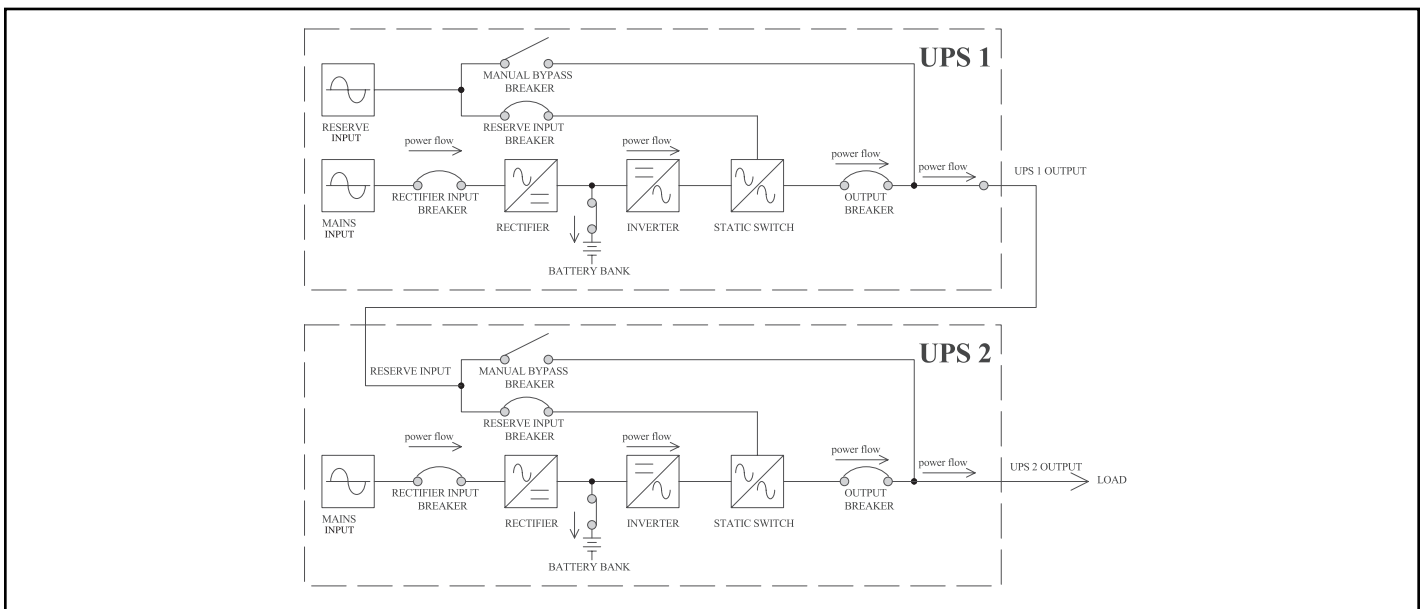 UPS 1
MANUAL BYPASS
BREAKER
RESERVE
INPUT
RESERVE INPUT
BREAKER
power flow
power flow
power flow
power flow
UPS 1 OUTPUT
RECTIFIER INPUT
BREAKER
OUTPUT
BREAKER
MAINS
INPUT
RECTIFIER
INVERTER
STATIC SWITCH
BATTERY BANK
UPS 2
RESERVE INPUT
MANUAL BYPASS
BREAKER
RESERVE INPUT
BREAKER
power flow
power flow
power flow
power flow
UPS 2 OUTPUT
LOAD
RECTIFIER INPUT
BREAKER
OUTPUT
BREAKER
MAINS
INPUT
RECTIFIER
INVERTER
STATIC SWITCH
BATTERY BANK